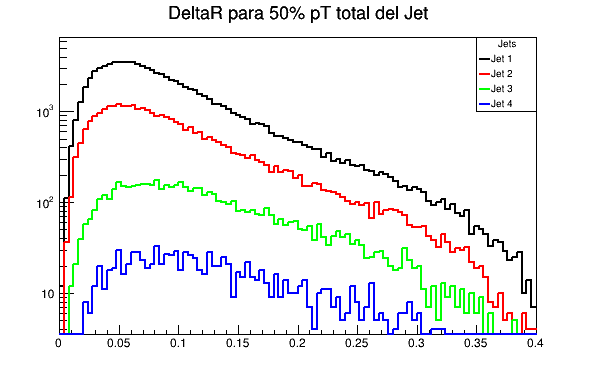 DeltaR para 50% pT total del Jet
Jets
Jet 1
Jet 2
Jet 3
Jet 4
10³
10²
10
0 0.05 0.1 0.15 0.2 0.25 0.3 0.35 0.4